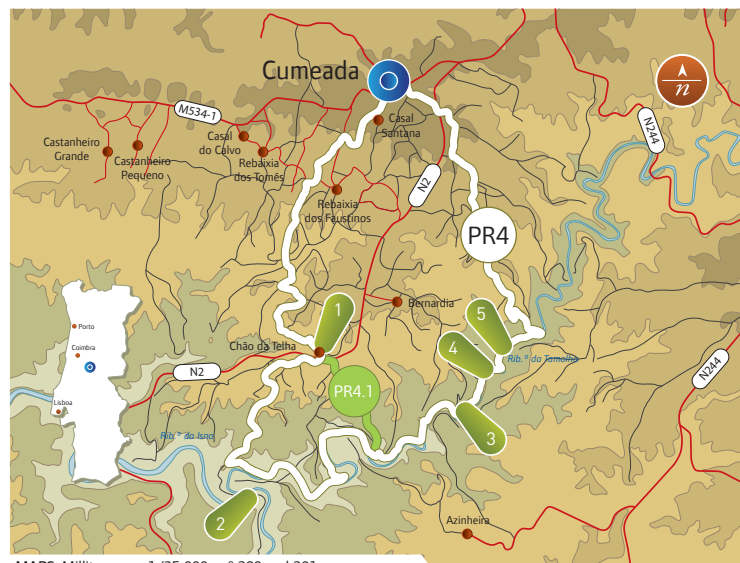 Cumeada
n
M534-1
N244
Castanheiro
Grande
Castanheiro
Pequeno
Casal
do Calvo
Rebaixia
dos Tomés
Casal
Santana
N2
Rebaixia
dos Faustinos
PR4
1
Bernardia
5
Porto
Coimbra
Lisboa
Chão da Telha
4
Rib.º da Tamolha
N2
PR4.1
N244
3
Rib.º da Isna
2
Azinheira